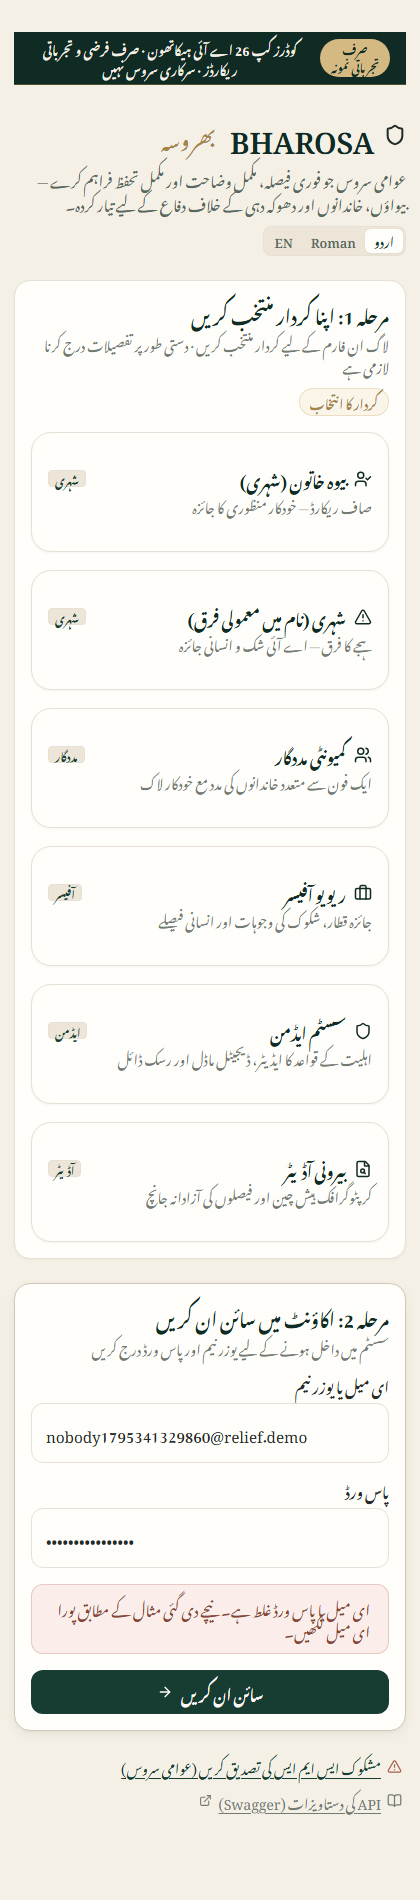 صرف
تجرباتی نمونہ
کوڈرز کپ 26 اے آئی ہیکاتھون · صرف فرضی و تجرباتی
ریکارڈز · سرکاری سروس نہیں
BHAROSA بھروسہ
عوامی سروس جو فوری فیصلہ، مکمل وضاحت اور مکمل تحفظ فراہم کرے —
بیواؤں، خاندانوں اور دھوکہ دہی کے خلاف دفاع کے لیے تیار کردہ۔
اردو Roman EN
مرحلہ 1: اپنا کردار منتخب کریں
لاگ ان فارم کے لیے کردار منتخب کریں · دستی طور پر تفصیلات درج کرنا
لازمی ہے
کردار کا انتخاب
بیوہ خاتون (شہری)
شہری
صاف ریکارڈ — خودکار منظوری کا جائزہ
شہری (نام میں معمولی فرق)
شہری
ہجے کا فرق — اے آئی شک و انسانی جائزہ
کمیونٹی مددگار
مددگار
ایک فون سے متعدد خاندانوں کی مدد مع خودکار لاک
ریویو آفیسر
آفیسر
جائزہ قطار، شکوک کی وجوہات اور انسانی فیصلے
سسٹم ایڈمن
ایڈمن
اہلیت کے قواعد کا ایڈیٹر، ڈیجیٹل ماڈل اور رسک ڈائل
بیرونی آڈیٹر
آڈیٹر
کرپٹوگرافک ہیش چین اور فیصلوں کی آزادانہ جانچ
مرحلہ 2: اکاؤنٹ میں سائن ان کریں
سسٹم میں داخل ہونے کے لیے یوزر نیم اور پاس ورڈ درج کریں
ای میل یا یوزر نیم
nobody1795341329860@relief.demo
پاس ورڈ
••••••••••••••••
ای میل یا پاس ورڈ غلط ہے۔ نیچے دی گئی مثال کے مطابق پورا
ای میل لکھیں۔
سائن ان کریں
مشکوک ایس ایم ایس کی تصدیق کریں (عوامی سروس)
API کی دستاویزات (Swagger)